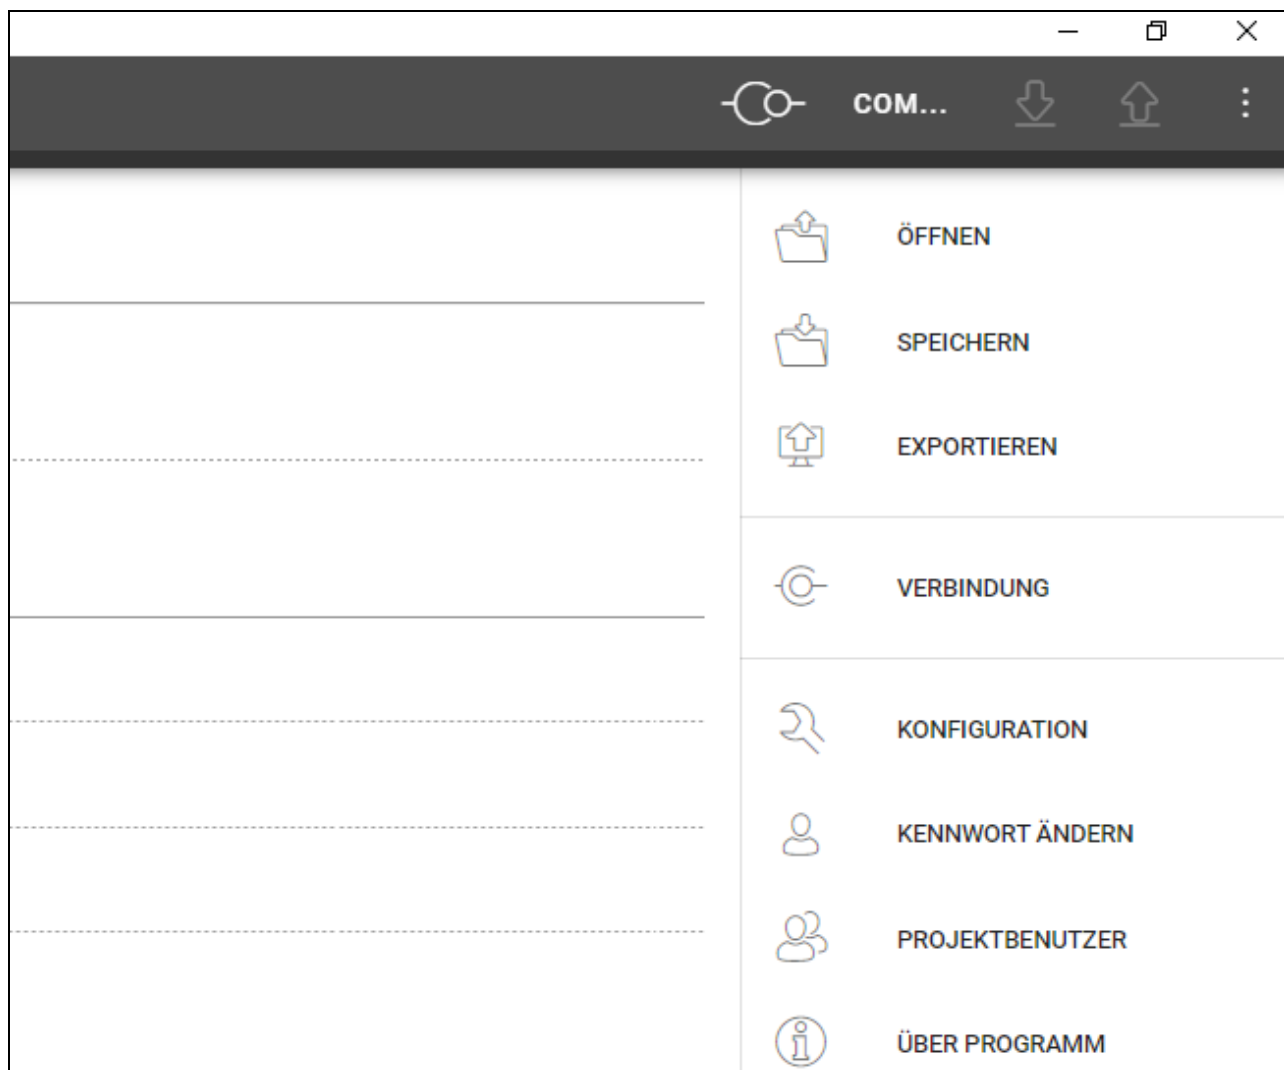 COM...
ÖFFNEN
SPEICHERN
EXPORTIEREN
VERBINDUNG
KONFIGURATION
KENNWORT ÄNDERN
PROJEKTBENUTZER
ÜBER PROGRAMM